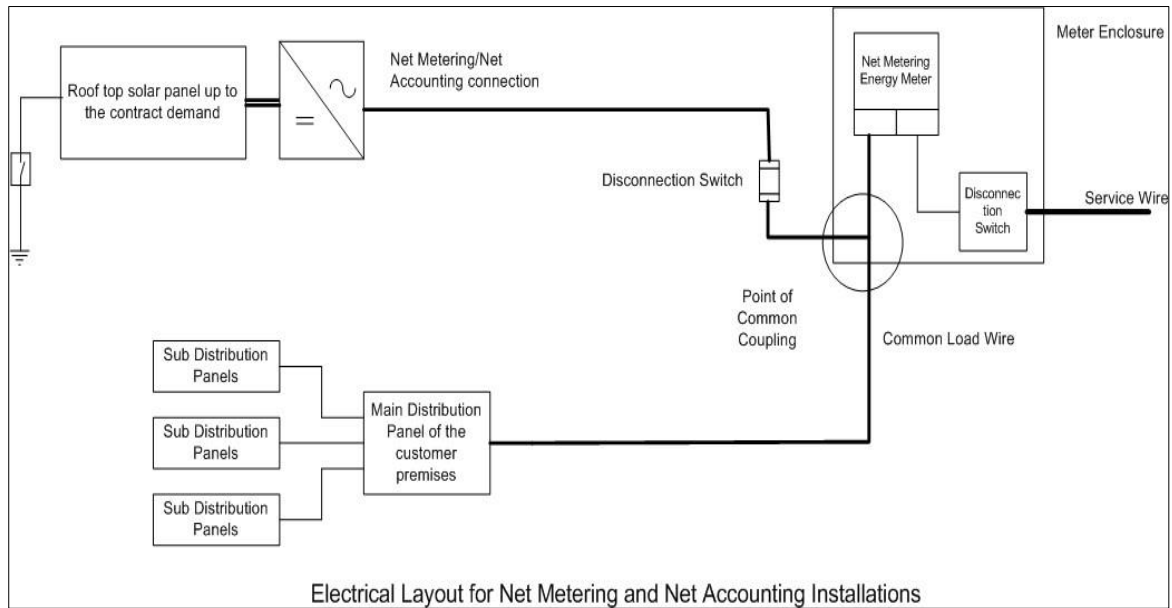 Roof top solar panel up to
the contract demand
Net Metering/Net
Accounting connection
Disconnection Switch
Net Metering
Energy Meter
Meter Enclosure
Disconnec
tion
Switch
Service Wire
Point of
Common
Coupling
Common Load Wire
Sub Distribution
Panels
Sub Distribution
Panels
Sub Distribution
Panels
Main Distribution
Panel of the
customer
premises
Electrical Layout for Net Metering and Net Accounting Installations